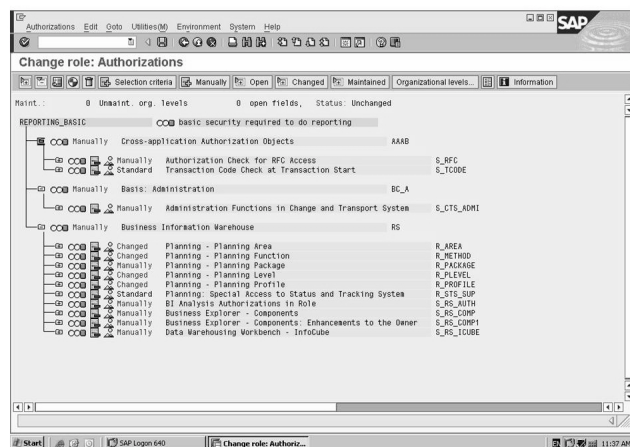 Authorizations Edit Goto Utilities(M) Environment System Help
SAP
Change role: Authorizations
Selection criteria Manually Open Changed Maintained Organizational levels... Information
Maint.: 0 Unmaint. org. levels 0 open fields, Status: Unchanged
REPORTING_BASIC basic security required to do reporting
Manually Cross-application Authorization Objects AAAB
Manually Authorization Check for RFC Access S_RFC
Standard Transaction Code Check at Transaction Start S_TCODE
Manually Basis: Administration BC_A
Manually Administration Functions in Change and Transport System S_CTS_ADMI
Manually Business Information Warehouse RS
Changed Planning - Planning Area R_AREA
Changed Planning - Planning Function R_METHOD
Manually Planning - Planning Package R_PACKAGE
Changed Planning - Planning Level R_PLEVEL
Changed Planning - Planning Profile R_PROFILE
Standard Planning: Special Access to Status and Tracking System R_STS_SUP
Manually BI Analysis Authorizations in Role S_RS_AUTH
Manually Business Explorer - Components S_RS_COMP
Manually Business Explorer - Components: Enhancements to the Owner S_RS_COMP1
Manually Data Warehousing Workbench - InfoCube S_RS_ICUBE
Start SAP Logon 640 Change role: Authoriz... 11:37 AM